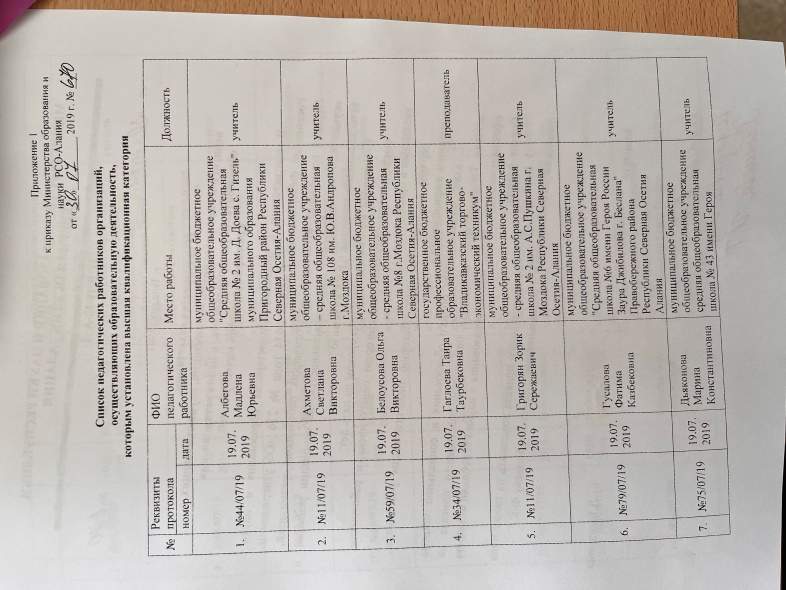 Приложение 1
к приказу Министерства образования и
науки РСО-Алания
от «30» 07 2019 г. № 670
Список педагогических работников организаций,
осуществляющих образовательную деятельность,
которым установлена высшая квалификационная категория
№ Реквизиты протокола ФИО педагогического работника Место работы Должность
номер дата
1. №44/07/19 19.07.2019
Албегова
Мадлена
Юрьевна
муниципальное бюджетное
общеобразовательное учреждение
"Средняя общеобразовательная
школа № 2 им. Д. Доева с. Гизель"
муниципального образования
Пригородный район Республики
Северная Осетия-Алания
учитель
2. №11/07/19 19.07.2019
Ахметова
Светлана
Викторовна
муниципальное бюджетное
общеобразовательное учреждение
– средняя общеобразовательная
школа № 108 им. Ю.В.Андропова
г.Моздока
учитель
3. №59/07/19 19.07.2019
Белоусова Ольга
Викторовна
муниципальное бюджетное
общеобразовательное учреждение
- средняя общеобразовательная
школа №8 г.Моздока Республики
Северная Осетия-Алания
учитель
4. №34/07/19 19.07.2019
Гаглоева Таира
Таурбековна
государственное бюджетное
профессиональное
образовательное учреждение
"Владикавказский торгово-
экономический техникум"
преподаватель
5. №11/07/19 19.07.2019
Григорян Зорик
Сережаевич
муниципальное бюджетное
общеобразовательное учреждение
- средняя общеобразовательная
школа № 2 им. А.С.Пушкина г.
Моздока Республики Северная
Осетия-Алания
учитель
6. №79/07/19 19.07.2019
Гусалова
Фатима
Казбековна
муниципальное бюджетное
общеобразовательное учреждение
"Средняя общеобразовательная
школа №6 имени Героя России
Заура Джибилова г. Беслана"
Правобережного района
Республики Северная Осетия
Алания
учитель
7. №75/07/19 19.07.2019
Дьяконова
Марина
Константиновна
муниципальное бюджетное
общеобразовательное учреждение
средняя общеобразовательная
школа № 43 имени Героя
учитель